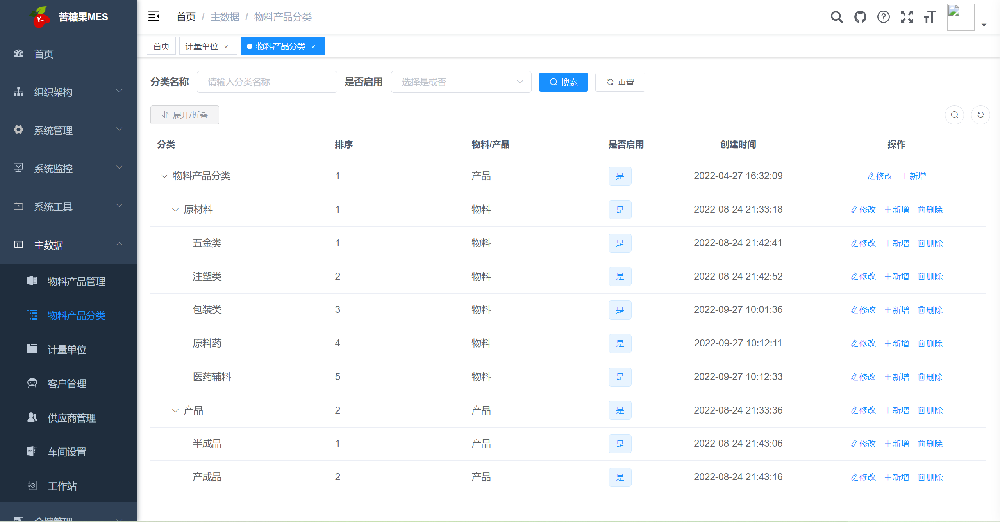 苦糖果MES
首页
组织架构
系统管理
系统监控
系统工具
主数据
物料产品管理
物料产品分类
计量单位
客户管理
供应商管理
车间设置
工作站
仓储管理
首页 / 主数据 / 物料产品分类
首页 计量单位 × 物料产品分类 ×
分类名称 请输入分类名称 是否启用 选择是或否 搜索 重置
展开/折叠
分类 排序 物料/产品 是否启用 创建时间 操作
物料产品分类 1 产品 是 2022-04-27 16:32:09 修改 新增
原材料 1 物料 是 2022-08-24 21:33:18 修改 新增 删除
五金类 1 物料 是 2022-08-24 21:42:41 修改 新增 删除
注塑类 2 物料 是 2022-08-24 21:42:52 修改 新增 删除
包装类 3 物料 是 2022-09-27 10:01:36 修改 新增 删除
原料药 4 物料 是 2022-09-27 10:12:11 修改 新增 删除
医药辅料 5 物料 是 2022-09-27 10:12:33 修改 新增 删除
产品 2 产品 是 2022-08-24 21:33:36 修改 新增 删除
半成品 1 产品 是 2022-08-24 21:43:06 修改 新增 删除
产成品 2 产品 是 2022-08-24 21:43:16 修改 新增 删除